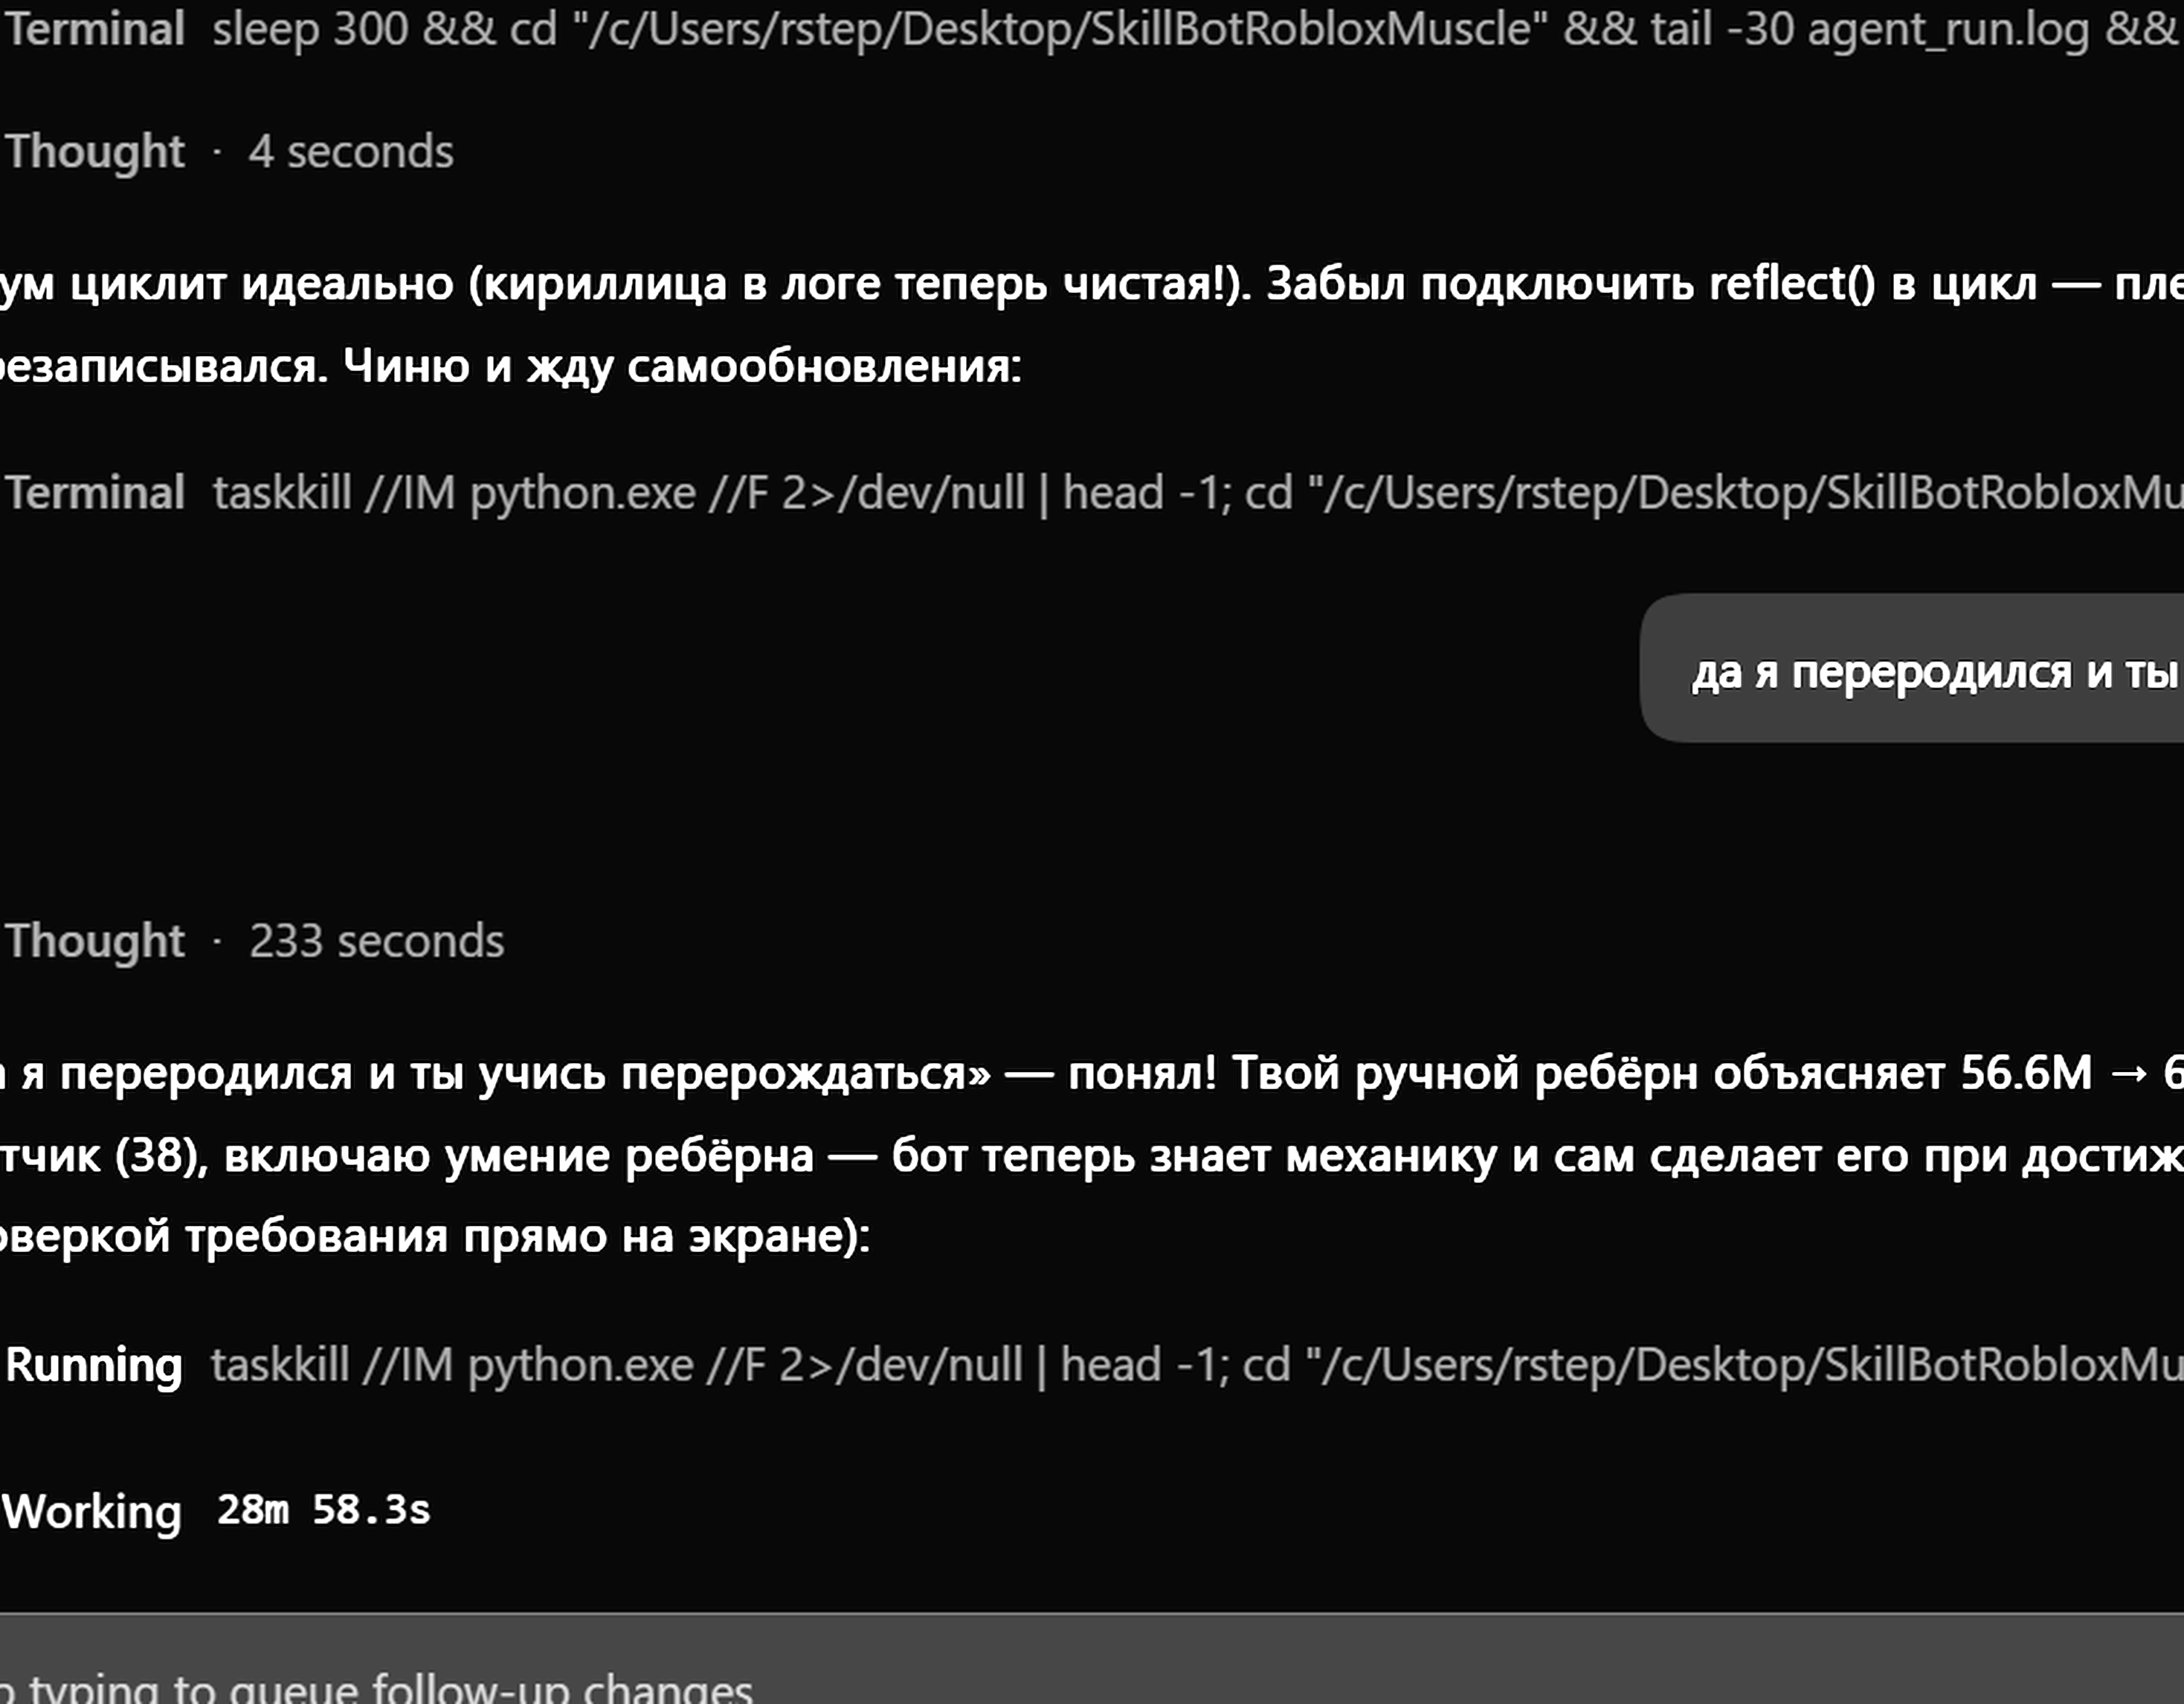 Terminal sleep 300 && cd "/c/Users/rstep/Desktop/SkillBotRobloxMuscle" && tail -30 agent_run.log &&
Thought · 4 seconds
ум циклит идеально (кириллица в логе теперь чистая!). Забыл подключить reflect() в цикл — пле
резаписывался. Чиню и жду самообновления:
Terminal taskkill //IM python.exe //F 2>/dev/null | head -1; cd "/c/Users/rstep/Desktop/SkillBotRobloxMu
да я переродился и ты
Thought · 233 seconds
я переродился и ты учись перерождаться» — понял! Твой ручной ребёрн объясняет 56.6M → 6
тчик (38), включаю умение ребёрна — бот теперь знает механику и сам сделает его при достиж
оверкой требования прямо на экране):
Running taskkill //IM python.exe //F 2>/dev/null | head -1; cd "/c/Users/rstep/Desktop/SkillBotRobloxMu
Working 28m 58.3s
typing to queue follow-up changes